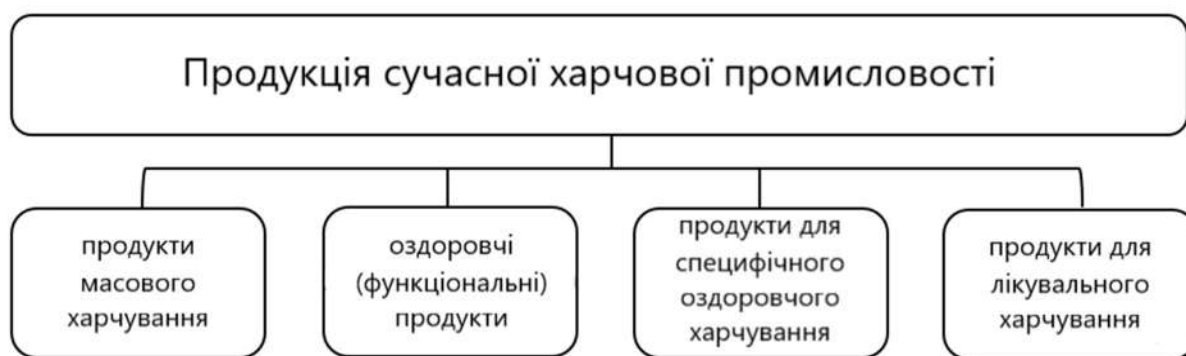 Продукція сучасної харчової промисловості
продукти
масового
харчування
оздоровчі
(функціональні)
продукти
продукти для
специфічного
оздоровчого
харчування
продукти для
лікувального
харчування